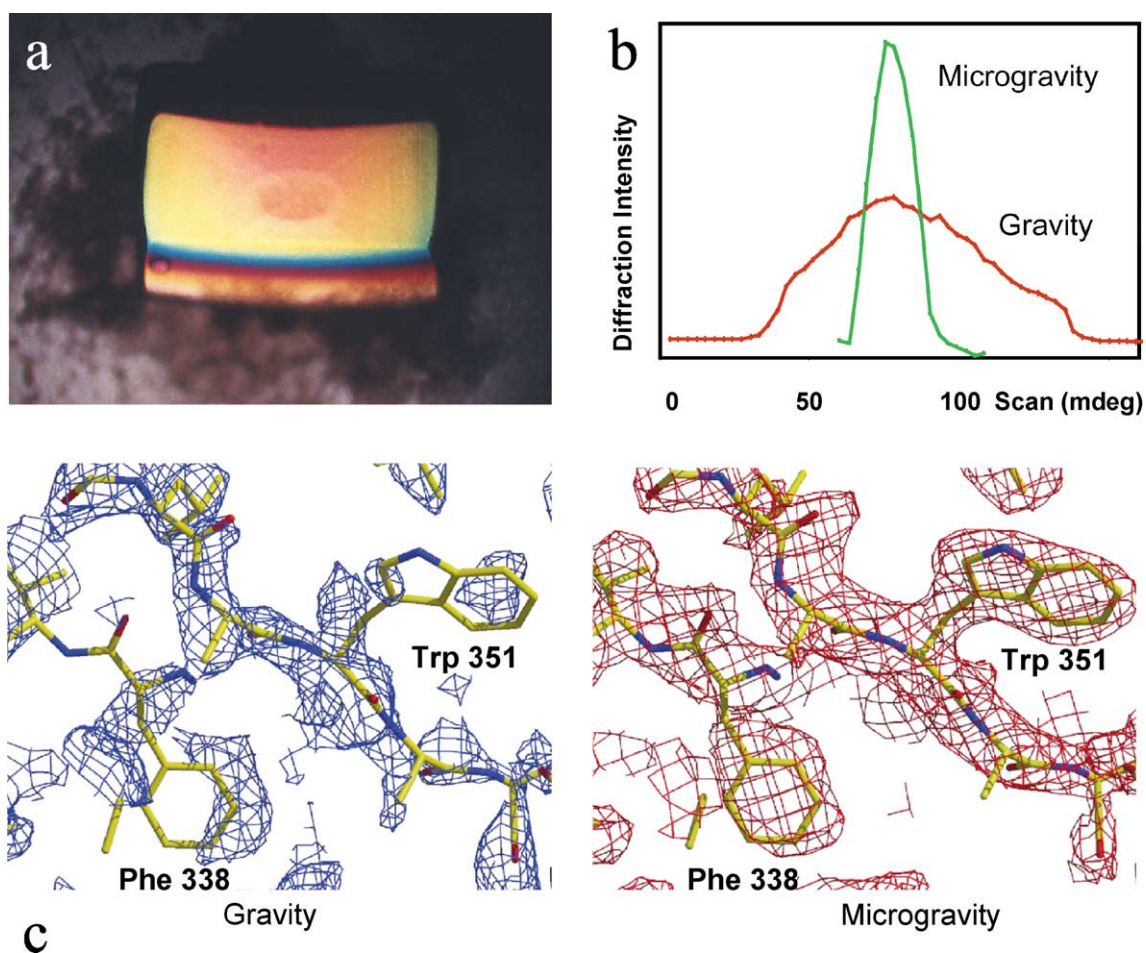 a
b
Microgravity
Gravity
Diffraction Intensity
0 50 100 Scan (mdeg)
Trp 351
Phe 338
Gravity
Trp 351
Phe 338
Microgravity
c